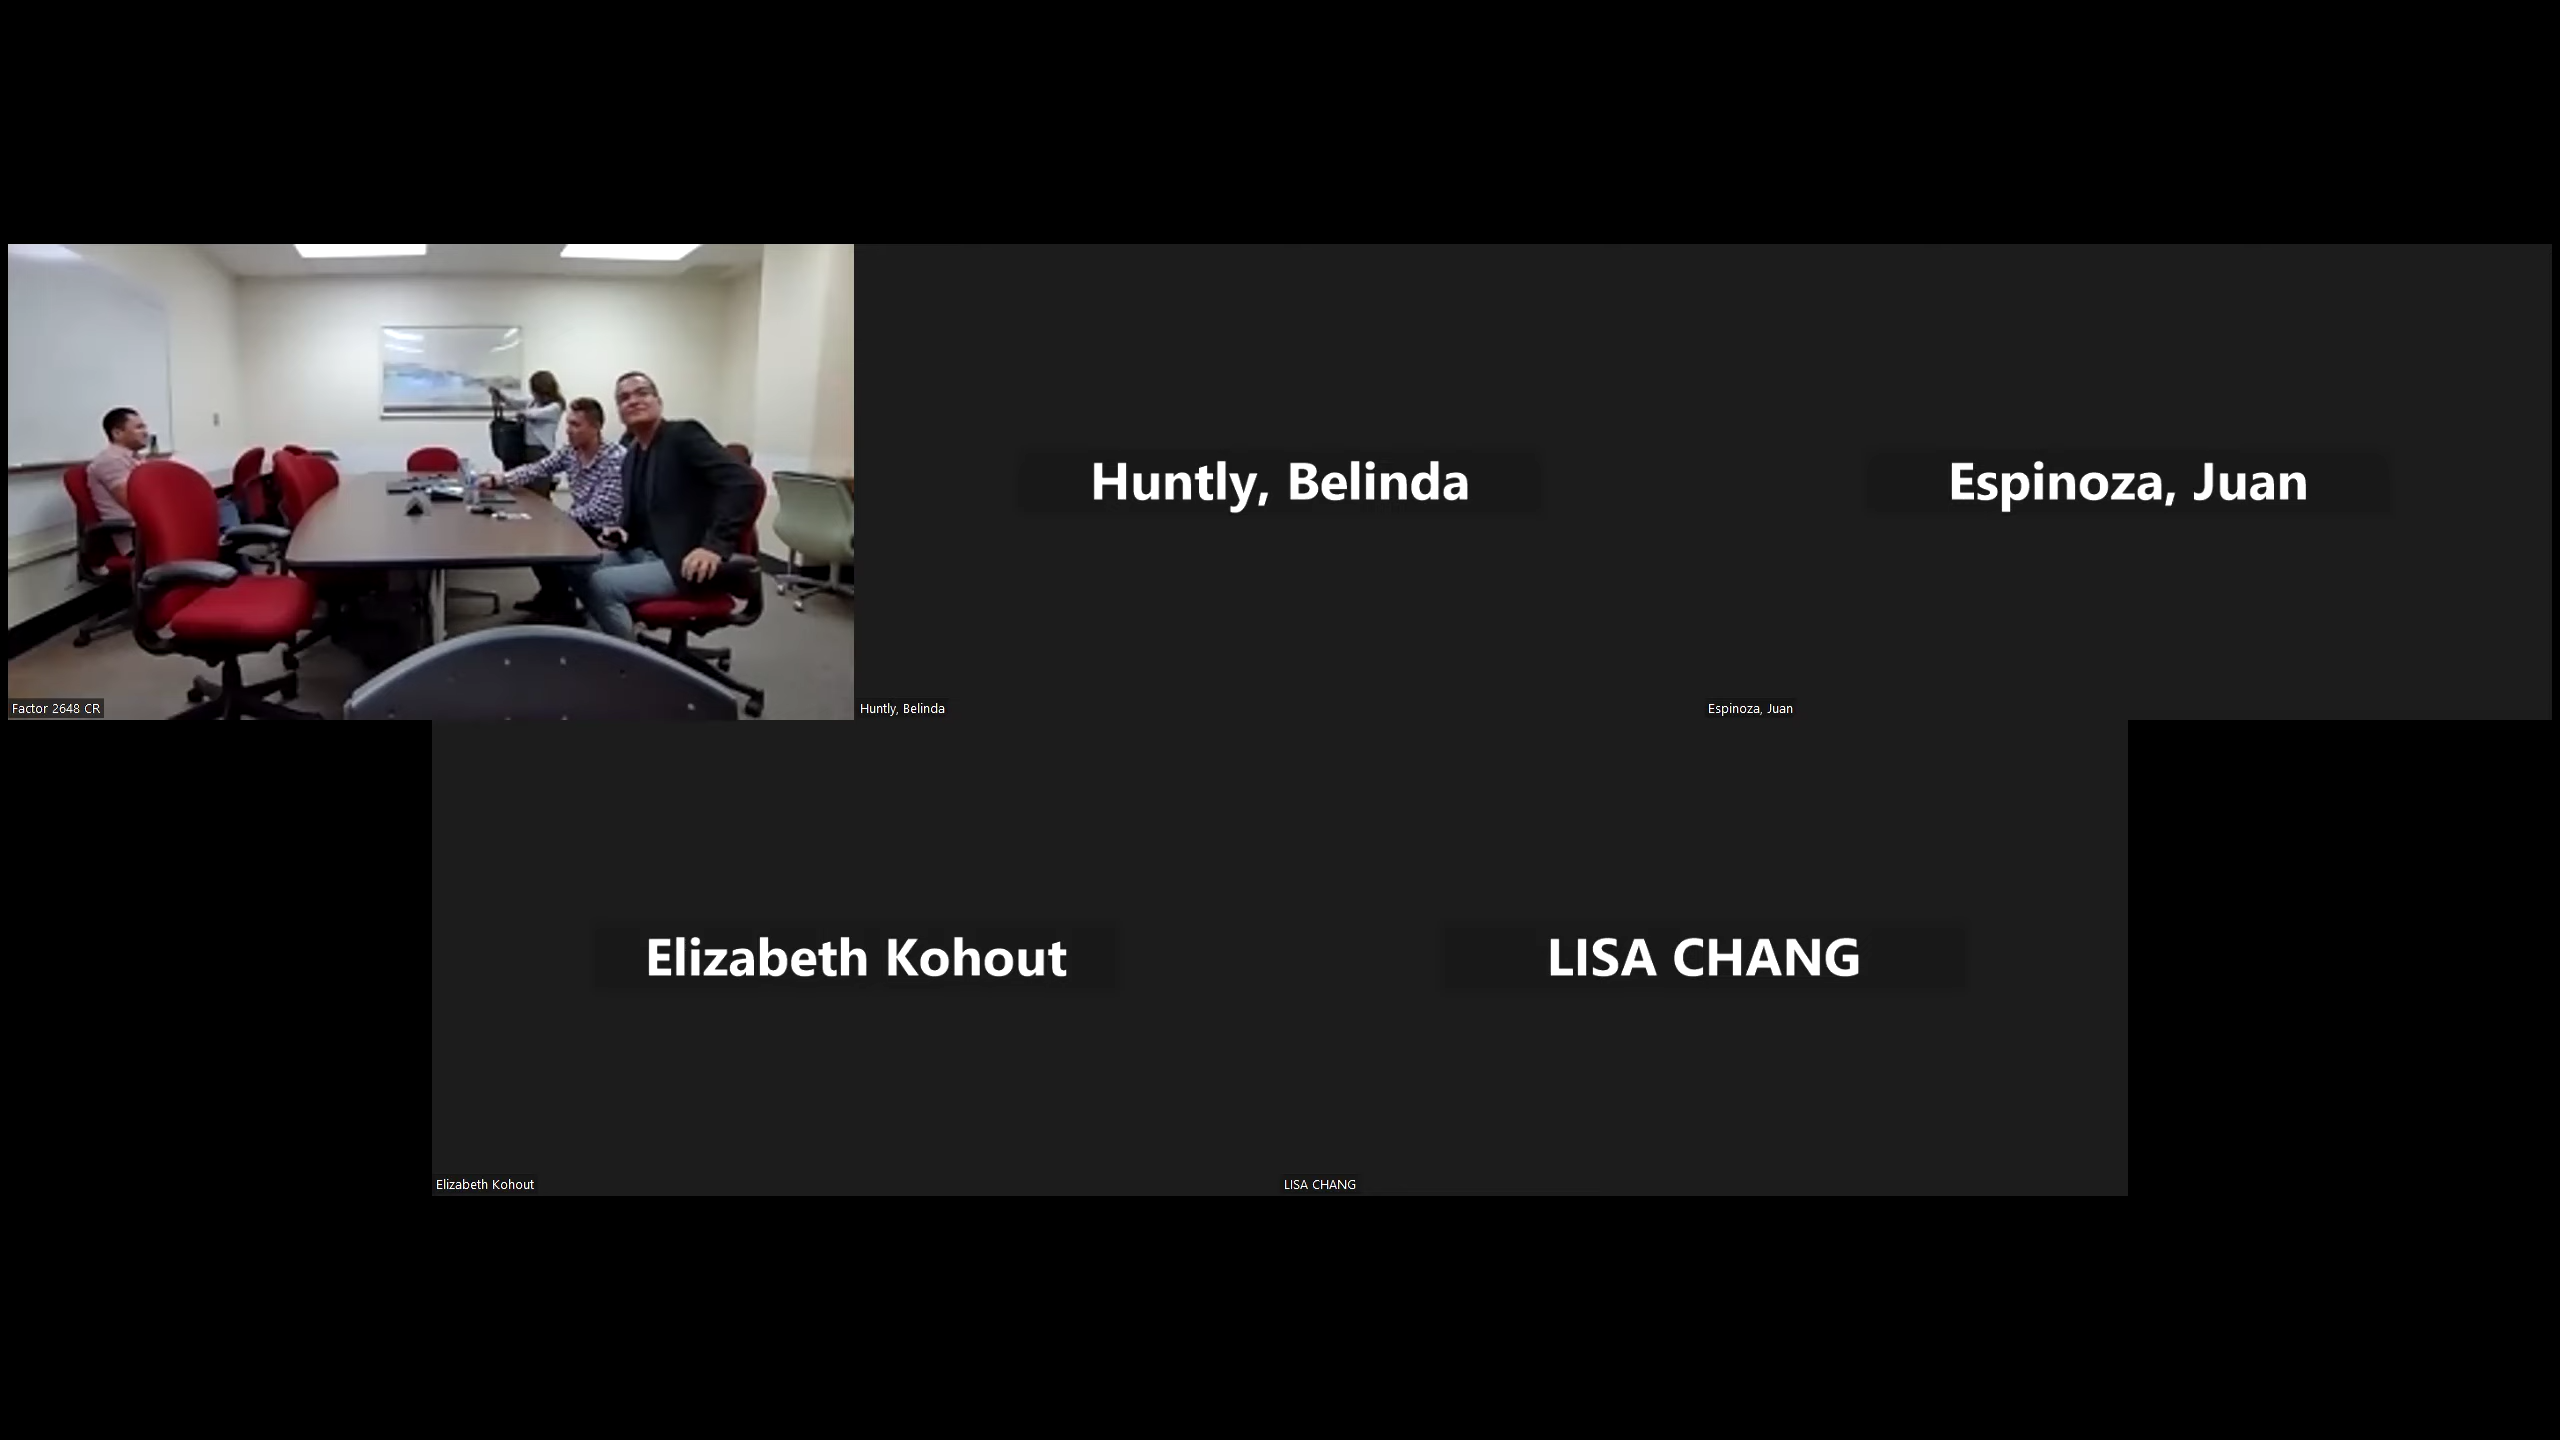 Huntly, Belinda
Espinoza, Juan
Factor 2648 CR
Huntly, Belinda
Espinoza, Juan
Elizabeth Kohout
LISA CHANG
Elizabeth Kohout
LISA CHANG